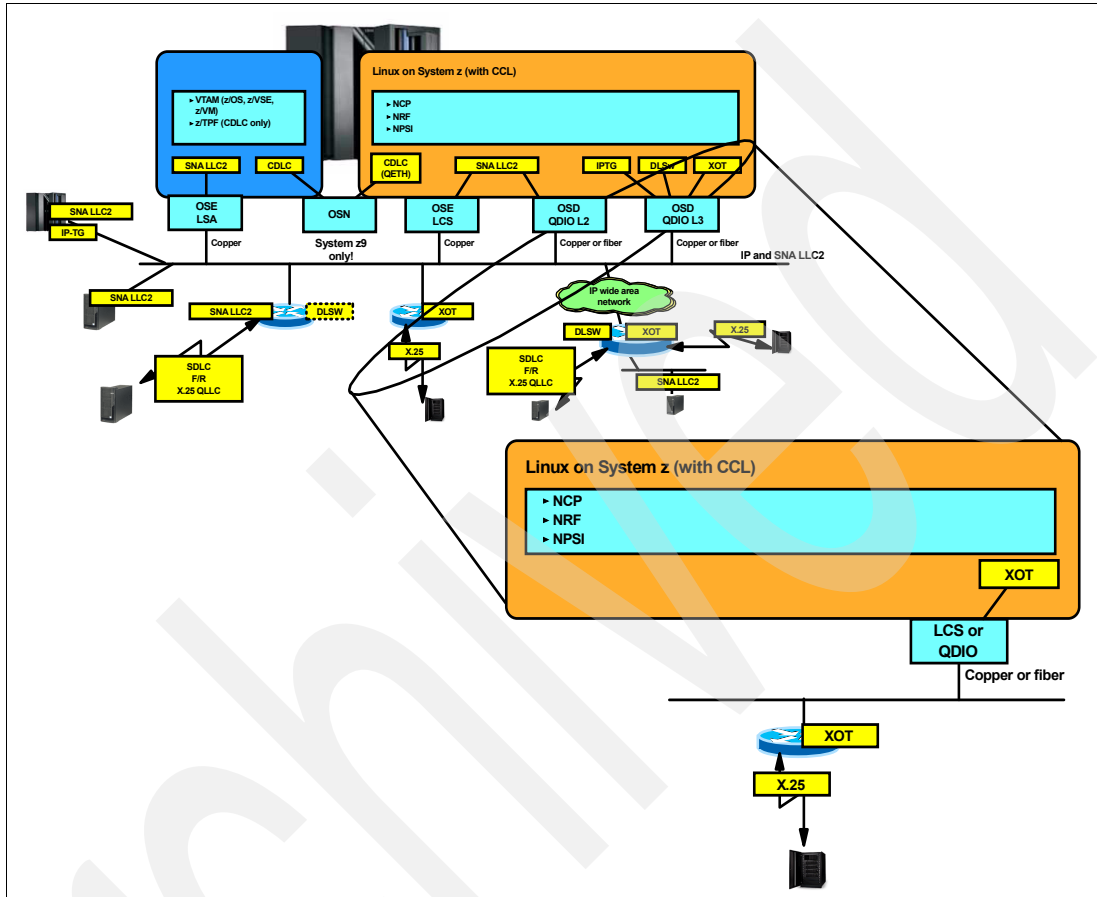 Linux on System z (with CCL)
► VTAM (z/OS, z/VSE,
z/VM)
► z/TPF (CDLC only)
► NCP
► NRF
► NPSI
SNA LLC2
CDLC
CDLC
(QETH)
SNA LLC2
IPTG
DLSw
XOT
OSE
LSA
OSN
OSE
LCS
OSD
QDIO L2
OSD
QDIO L3
SNA LLC2
IP-TG
Copper
System z9
only!
Copper
Copper or fiber
Copper or fiber
IP and SNA LLC2
SNA LLC2
SNA LLC2
DLSW
XOT
IP wide area
network
DLSW
XOT
X.25
X.25
SDLC
F/R
X.25 QLLC
SDLC
F/R
X.25 QLLC
SNA LLC2
Linux on System z (with CCL)
► NCP
► NRF
► NPSI
XOT
LCS or
QDIO
Copper or fiber
XOT
X.25
Archived